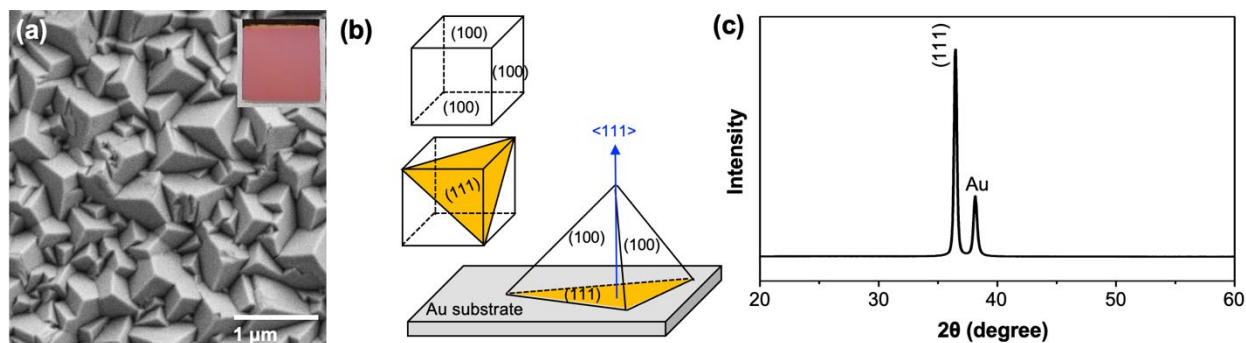 (a)
1 µm
(b)
(100)
(100)
(100)
(111)
<111>
(100)
(100)
(111)
Au substrate
(c)
(111)
Au
Intensity
20
30
40
50
60
2θ (degree)